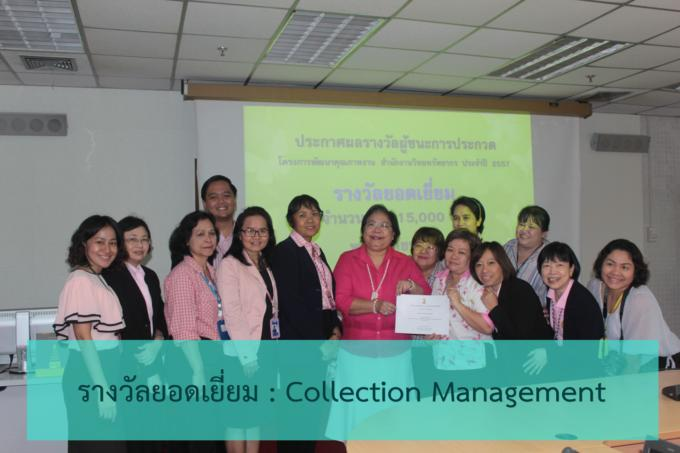 ประกาศผลรางวัลผู้ชนะการประกวด
โครงการพัฒนาคุณภาพงาน สำนักงานวิทยทรัพยากร ประจำปี 2557
รางวัลยอดเยี่ยม
จำนวน 15,000
รางวัลยอดเยี่ยม : Collection Management